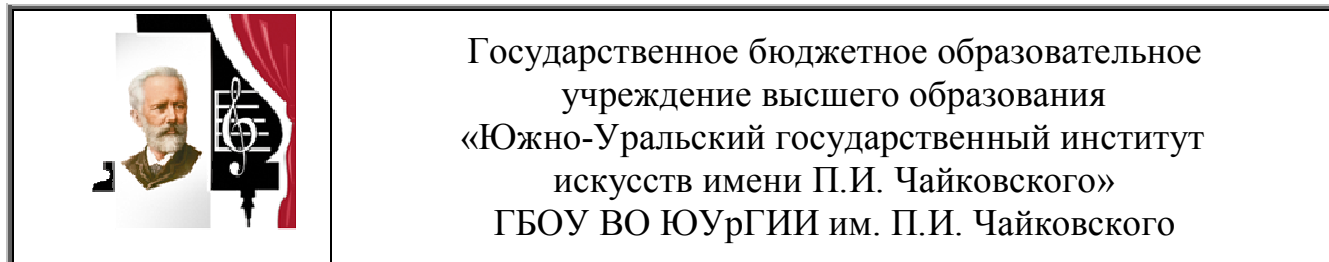 Государственное бюджетное образовательное
учреждение высшего образования
«Южно-Уральский государственный институт
искусств имени П.И. Чайковского»
ГБОУ ВО ЮУрГИИ им. П.И. Чайковского